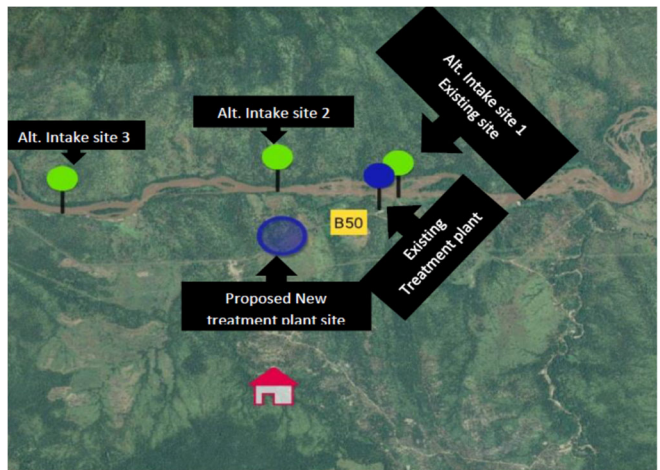 Alt. Intake site 1
Existing site
Alt. Intake site 2
Alt. Intake site 3
B50
Existing
Treatment plant
Proposed New
treatment plant site